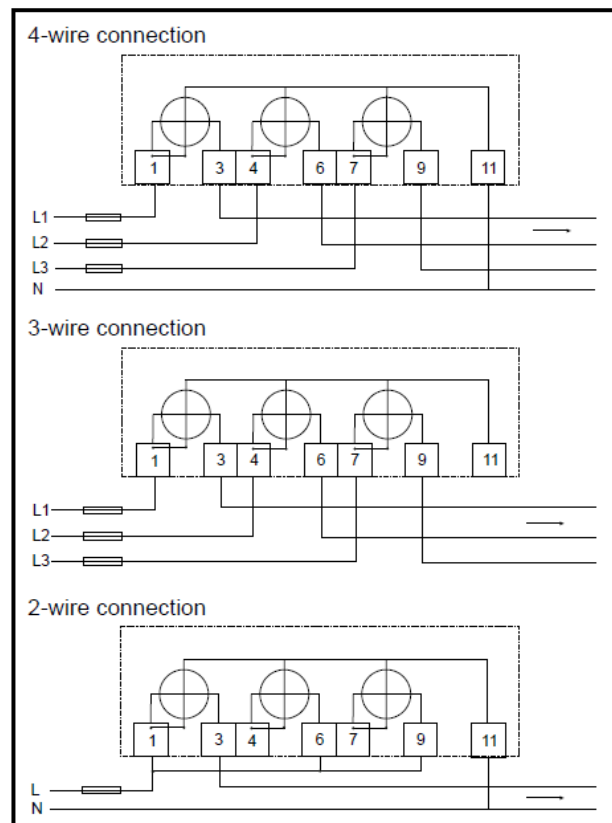 4-wire connection
1 3 4 6 7 9 11
L1
L2
L3
N
3-wire connection
1 3 4 6 7 9 11
L1
L2
L3
2-wire connection
1 3 4 6 7 9 11
L
N